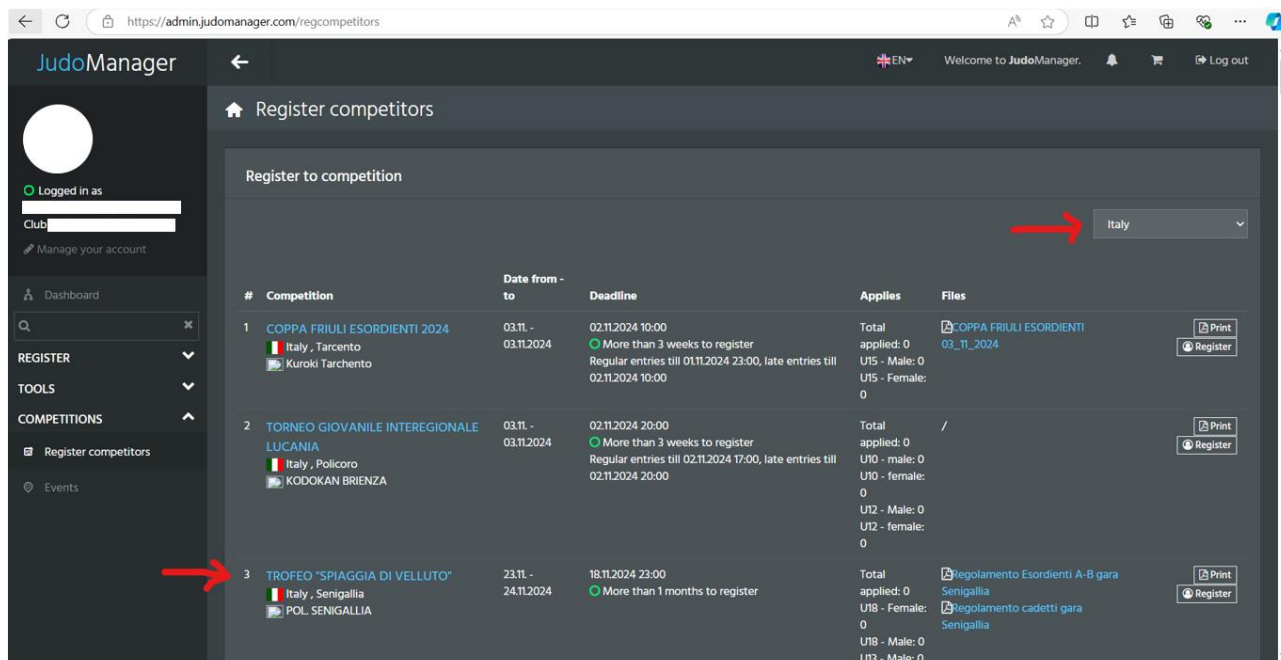 https://admin.judomanager.com/regcompetitors
JudoManager
EN
Welcome to JudoManager.
Log out
Register competitors
Logged in as
Club
Manage your account
Dashboard
REGISTER
TOOLS
COMPETITIONS
Register competitors
Events
Register to competition
Italy
# Competition Date from - to Deadline Applies Files
1 COPPA FRIULI ESORDIENTI 2024
Italy , Tarcento
Kuroki Tarchento
03.11. -
03.11.2024
02.11.2024 10:00
More than 3 weeks to register
Regular entries till 01.11.2024 23:00, late entries till
02.11.2024 10:00
Total
applied: 0
U15 - Male: 0
U15 - Female:
0
COPPA FRIULI ESORDIENTI
03_11_2024
Print
Register
2 TORNEO GIOVANILE INTEREGIONALE
LUCANIA
Italy , Policoro
KODOKAN BRIENZA
03.11. -
03.11.2024
02.11.2024 20:00
More than 3 weeks to register
Regular entries till 02.11.2024 17:00, late entries till
02.11.2024 20:00
Total
applied: 0
U10 - male: 0
U10 - female:
0
U12 - Male: 0
U12 - female:
0
/
Print
Register
3 TROFEO "SPIAGGIA DI VELLUTO"
Italy , Senigallia
POL. SENIGALLIA
23.11. -
24.11.2024
18.11.2024 23:00
More than 1 months to register
Total
applied: 0
U18 - Female:
0
U18 - Male: 0
U13 - Male: 0
Regolamento Esordienti A-B gara
Senigallia
Regolamento cadetti gara
Senigallia
Print
Register